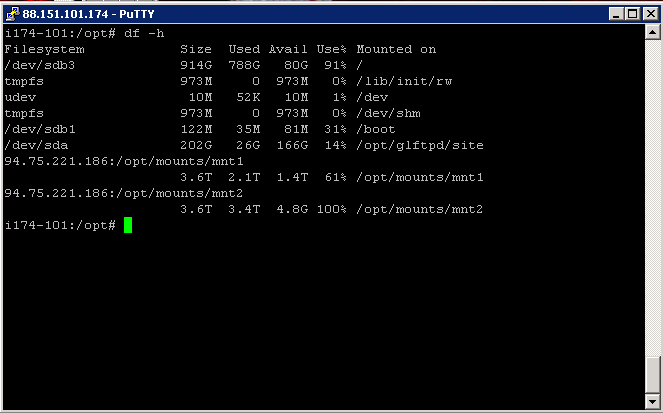 88.151.101.174 - PuTTY
i174-101:/opt# df -h
Filesystem            Size  Used Avail Use% Mounted on
/dev/sdb3             914G  788G   80G  91% /
tmpfs                 973M     0  973M   0% /lib/init/rw
udev                   10M   52K   10M   1% /dev
tmpfs                 973M     0  973M   0% /dev/shm
/dev/sdb1             122M   35M   81M  31% /boot
/dev/sda              202G   26G  166G  14% /opt/glftpd/site
94.75.221.186:/opt/mounts/mnt1
                      3.6T  2.1T  1.4T  61% /opt/mounts/mnt1
94.75.221.186:/opt/mounts/mnt2
                      3.6T  3.4T  4.8G 100% /opt/mounts/mnt2
i174-101:/opt#